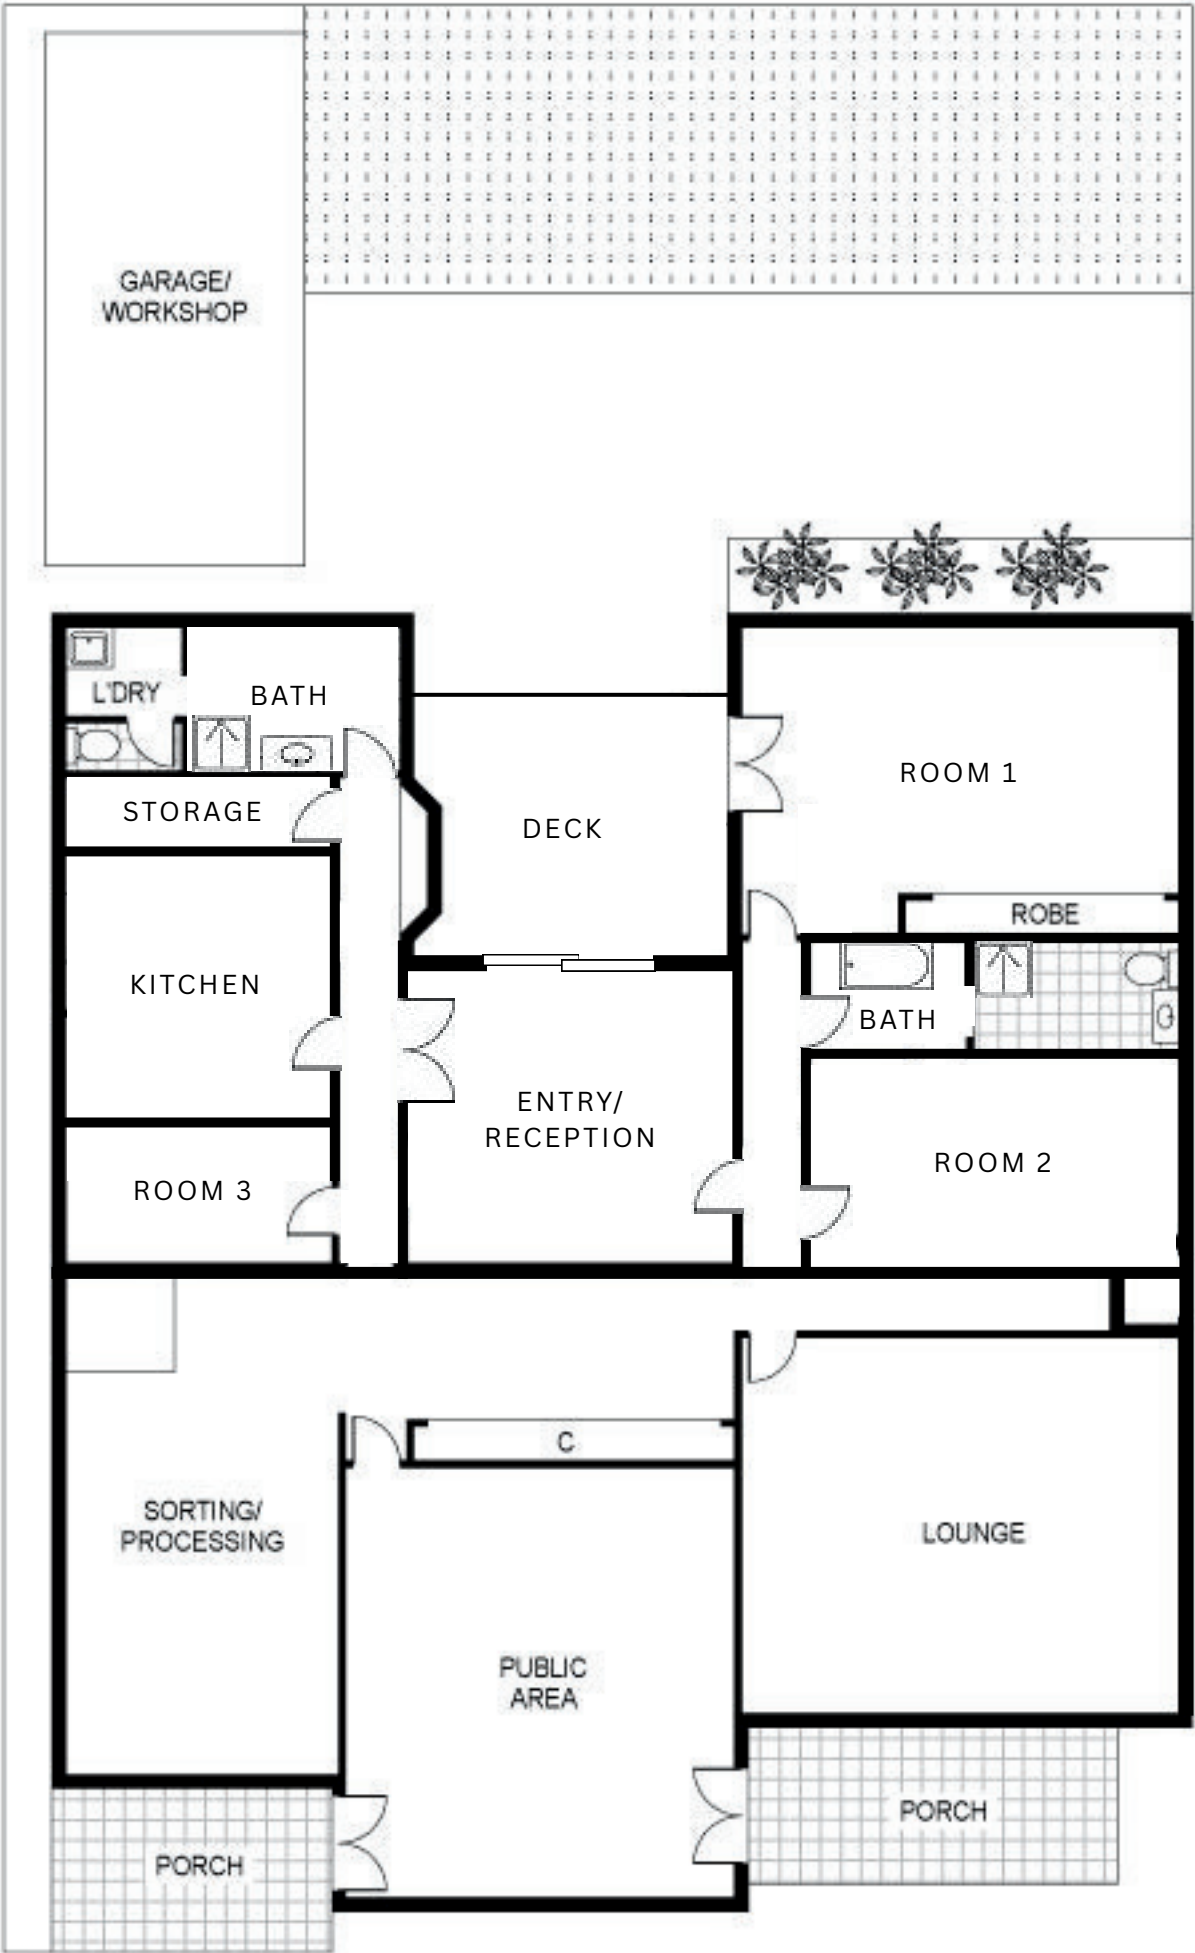 GARAGE/
WORKSHOP
L'DRY
BATH
ROOM 1
STORAGE
DECK
ROBE
KITCHEN
BATH
ENTRY/
RECEPTION
ROOM 2
ROOM 3
C
SORTING/
PROCESSING
LOUNGE
PUBLIC
AREA
PORCH
PORCH